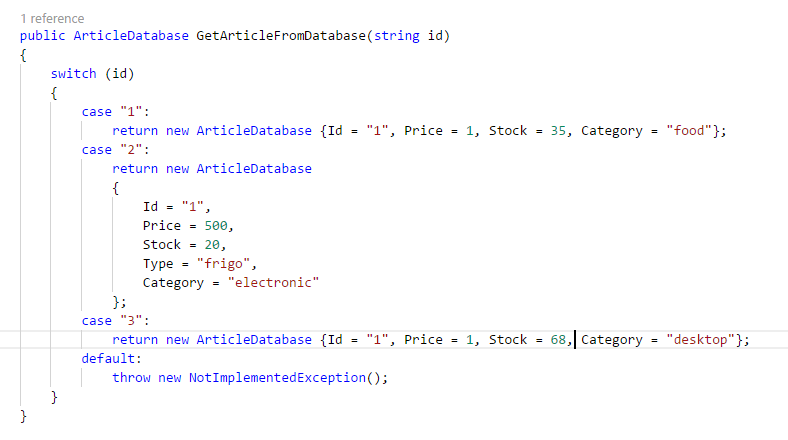 1 reference
public ArticleDatabase GetArticleFromDatabase(string id)
{
    switch (id)
    {
        case "1":
            return new ArticleDatabase {Id = "1", Price = 1, Stock = 35, Category = "food"};
        case "2":
            return new ArticleDatabase
            {
                Id = "1",
                Price = 500,
                Stock = 20,
                Type = "frigo",
                Category = "electronic"
            };
        case "3":
            return new ArticleDatabase {Id = "1", Price = 1, Stock = 68, Category = "desktop"};
        default:
            throw new NotImplementedException();
    }
}